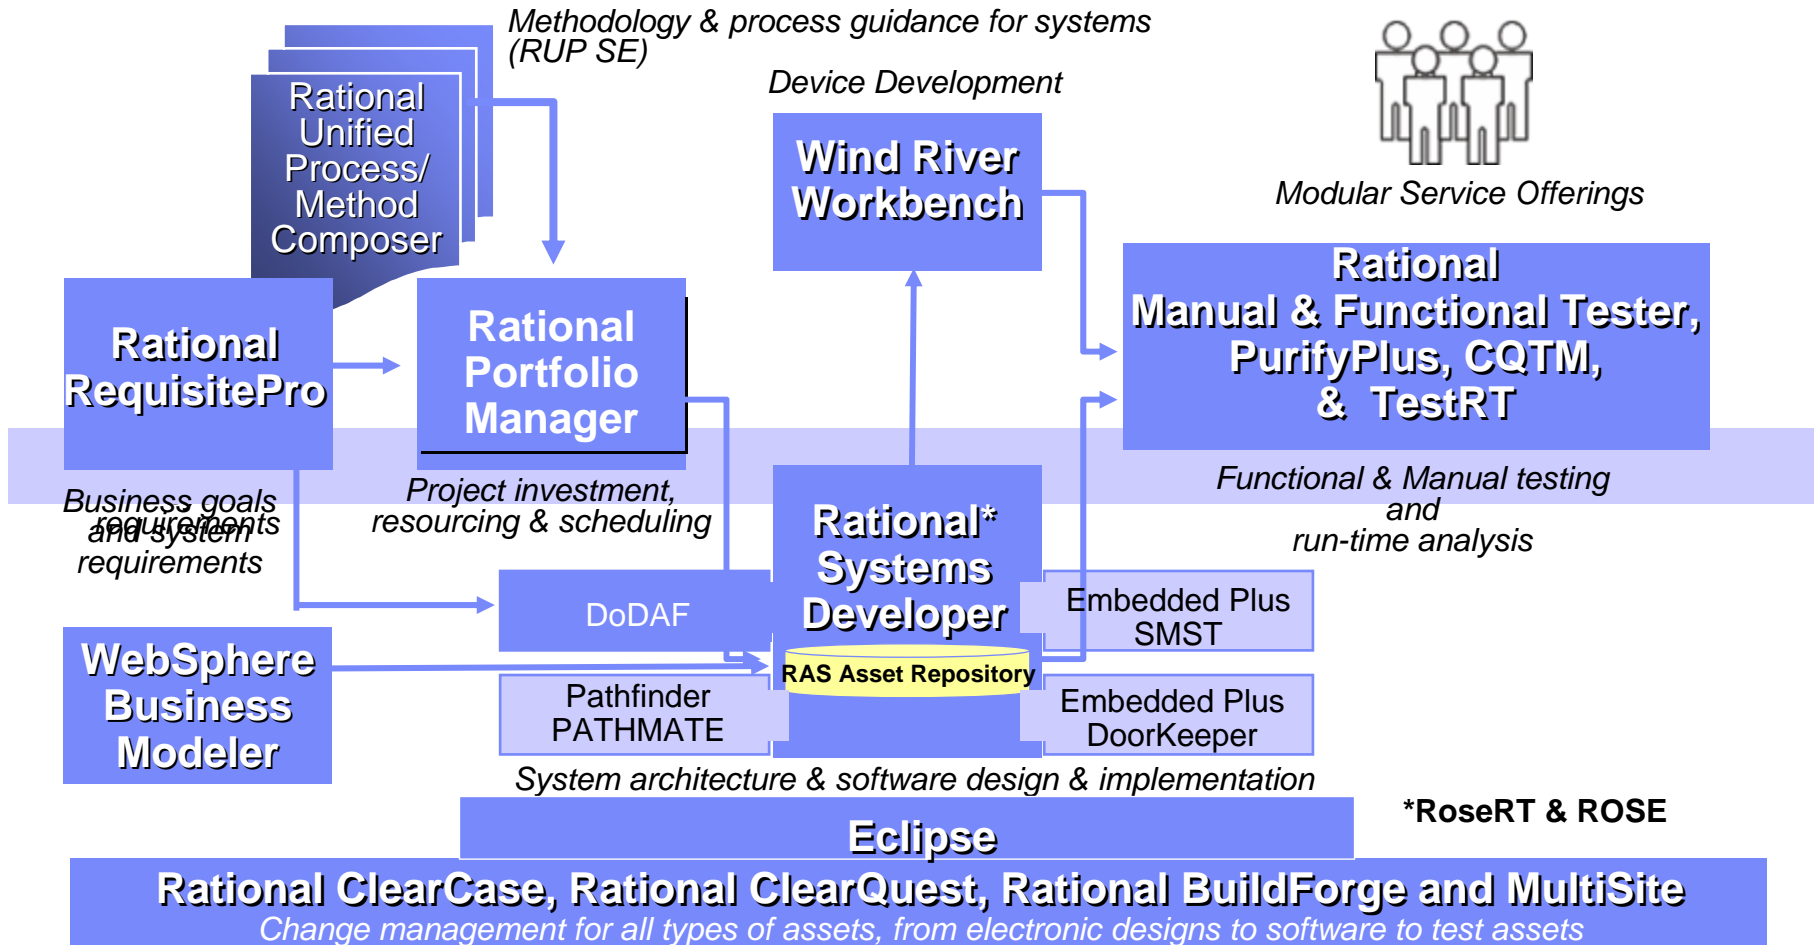 Methodology & process guidance for systems
(RUP SE)
Rational
Unified
Process/
Method
Composer
Device Development
Wind River
Workbench
Modular Service Offerings
Rational
RequisitePro
Rational
Portfolio
Manager
Rational
Manual & Functional Tester,
PurifyPlus, CQTM,
& TestRT
Business goals
requirements
and system
requirements
Project investment,
resourcing & scheduling
Functional & Manual testing
and
run-time analysis
Rational*
Systems
Developer
RAS Asset Repository
DoDAF
Pathfinder
PATHMATE
Embedded Plus
SMST
Embedded Plus
DoorKeeper
WebSphere
Business
Modeler
System architecture & software design & implementation
*RoseRT & ROSE
Eclipse
Rational ClearCase, Rational ClearQuest, Rational BuildForge and MultiSite
Change management for all types of assets, from electronic designs to software to test assets